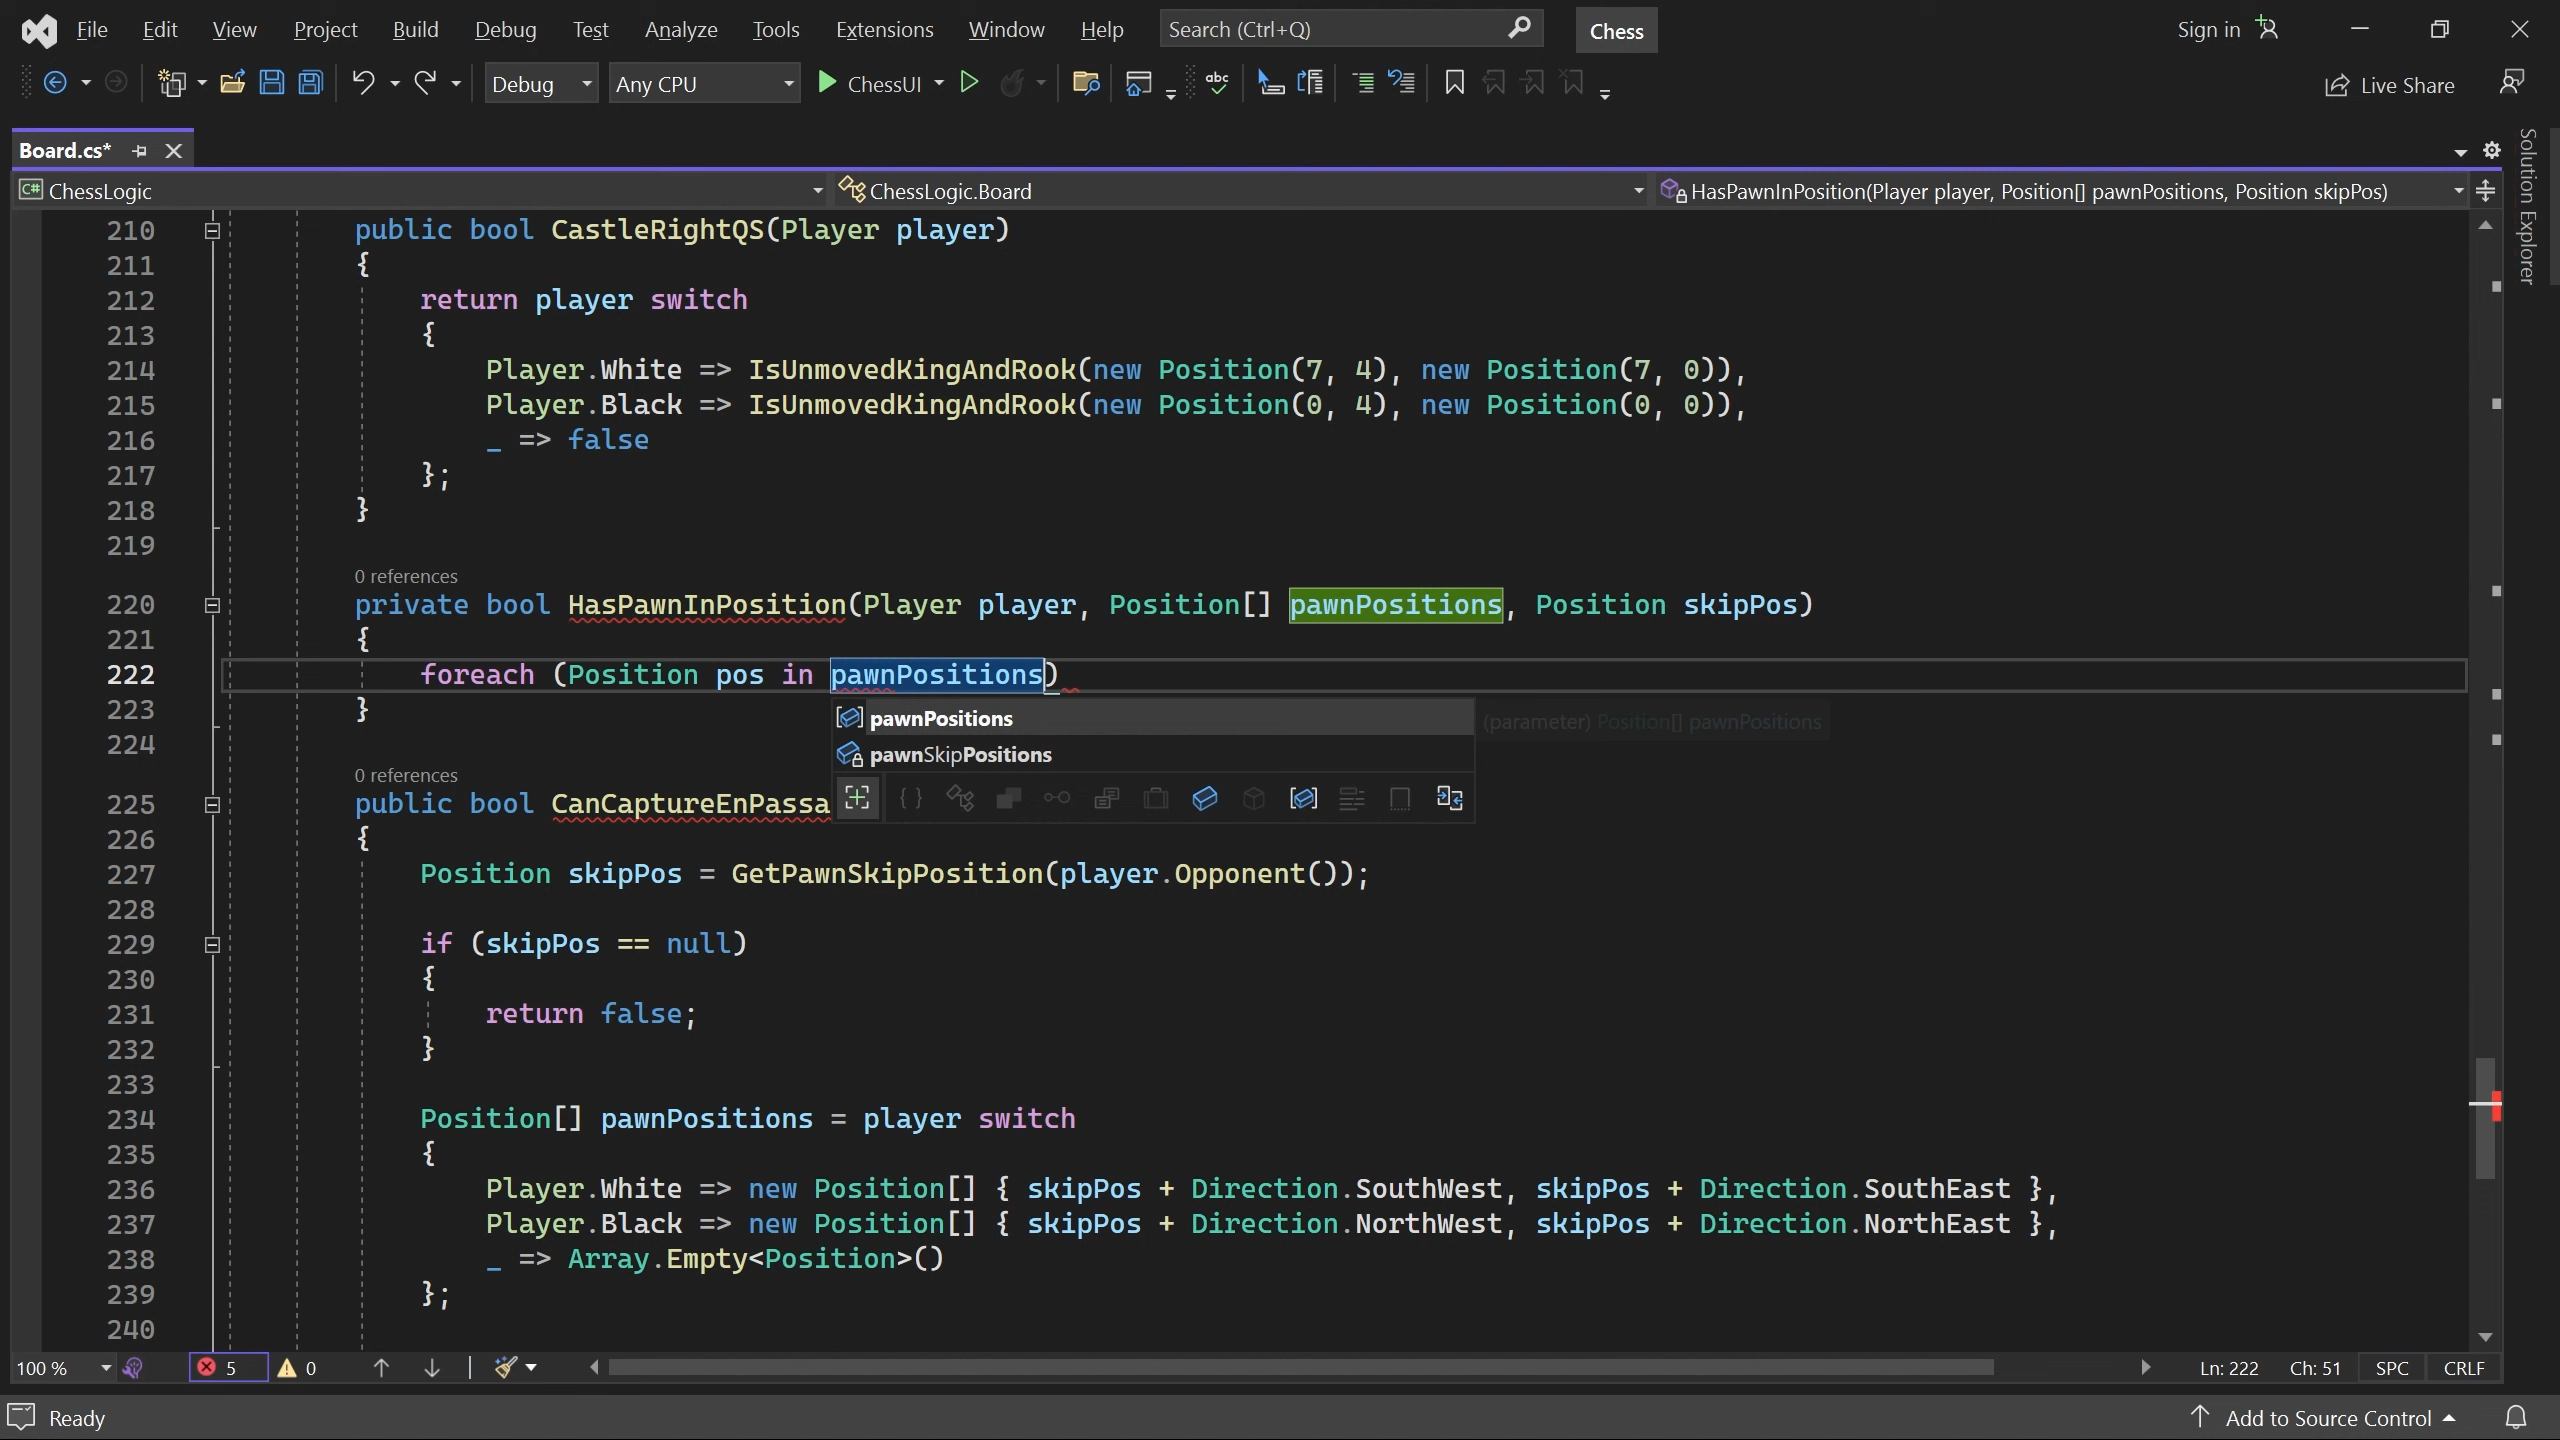 File Edit View Project Build Debug Test Analyze Tools Extensions Window Help Search (Ctrl+Q) Chess Sign in
Debug Any CPU ChessUI abc Live Share
Board.cs*
Solution Explorer
C# ChessLogic ChessLogic.Board HasPawnInPosition(Player player, Position[] pawnPositions, Position skipPos)
210 public bool CastleRightQS(Player player)
211 {
212 return player switch
213 {
214 Player.White => IsUnmovedKingAndRook(new Position(7, 4), new Position(7, 0)),
215 Player.Black => IsUnmovedKingAndRook(new Position(0, 4), new Position(0, 0)),
216 _ => false
217 };
218 }
219
0 references
220 private bool HasPawnInPosition(Player player, Position[] pawnPositions, Position skipPos)
221 {
222 foreach (Position pos in pawnPositions)
223 }
pawnPositions (parameter) Position[] pawnPositions
224
pawnSkipPositions
0 references
225 public bool CanCaptureEnPassa
226 {
227 Position skipPos = GetPawnSkipPosition(player.Opponent());
228
229 if (skipPos == null)
230 {
231 return false;
232 }
233
234 Position[] pawnPositions = player switch
235 {
236 Player.White => new Position[] { skipPos + Direction.SouthWest, skipPos + Direction.SouthEast },
237 Player.Black => new Position[] { skipPos + Direction.NorthWest, skipPos + Direction.NorthEast },
238 _ => Array.Empty<Position>()
239 };
240
100 % 5 0 Ln: 222 Ch: 51 SPC CRLF
Ready Add to Source Control